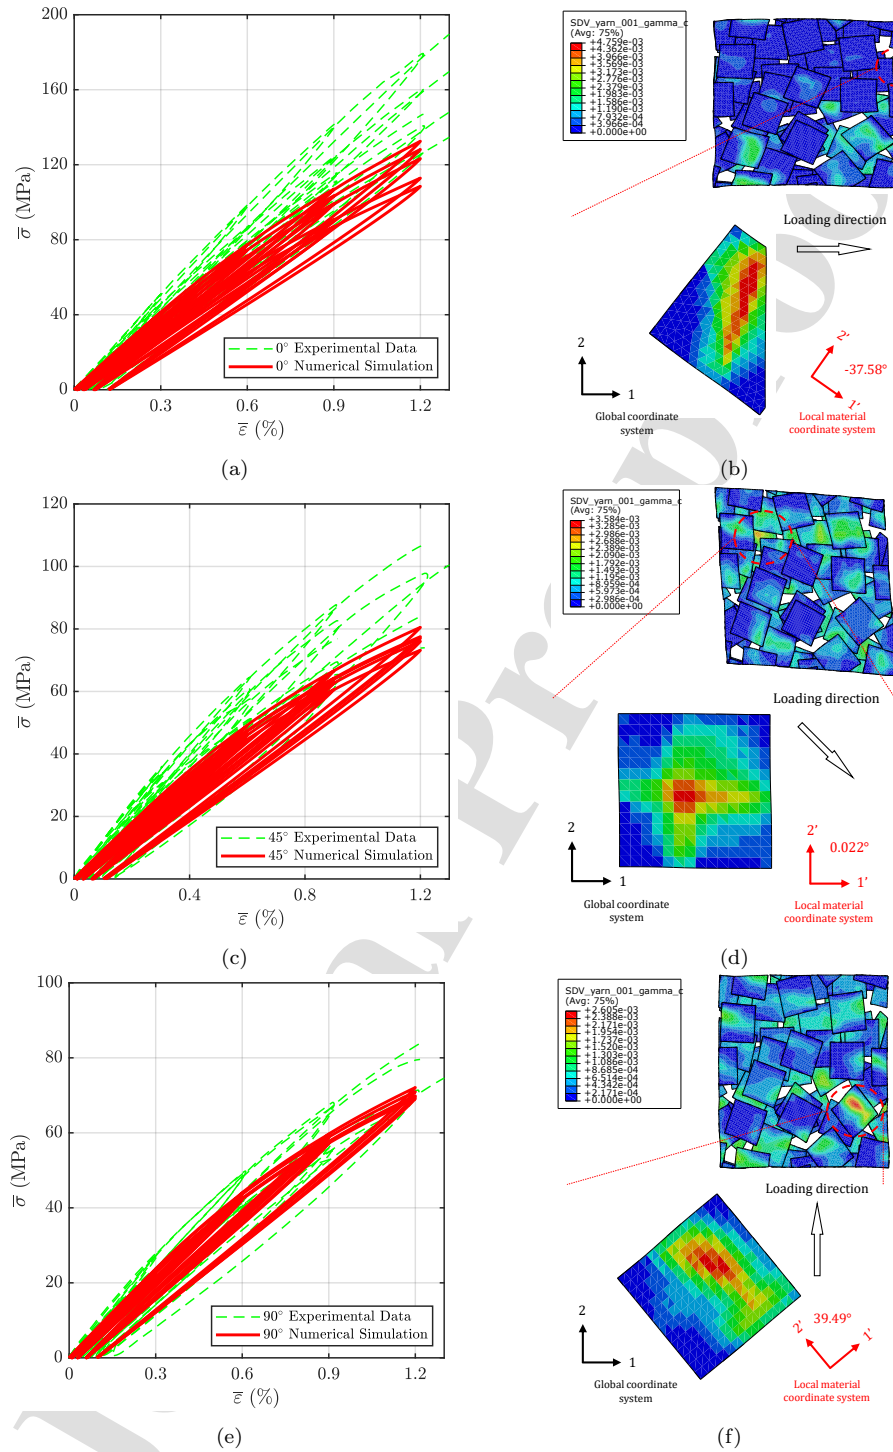 200
160
120
80
40
0
0
0.3
0.6
0.9
1.2
σ̅ (MPa)
ε̅ (%)
0° Experimental Data
0° Numerical Simulation
(a)
SDV_yarn_001_gamma_c
(Avg: 75%)
+4.759e-03
+4.362e-03
+3.966e-03
+3.569e-03
+3.173e-03
+2.776e-03
+2.379e-03
+1.983e-03
+1.586e-03
+1.190e-03
+7.932e-04
+3.966e-04
+0.000e+00
Loading direction
2
1
Global coordinate
system
2'
-37.58°
1'
Local material
coordinate system
(b)
120
100
80
60
40
20
0
0
0.4
0.8
1.2
σ̅ (MPa)
ε̅ (%)
45° Experimental Data
45° Numerical Simulation
(c)
SDV_yarn_001_gamma_c
(Avg: 75%)
+3.584e-03
+3.285e-03
+2.986e-03
+2.688e-03
+2.389e-03
+2.090e-03
+1.792e-03
+1.493e-03
+1.195e-03
+8.959e-04
+5.973e-04
+2.986e-04
+0.000e+00
Loading direction
2
1
Global coordinate
system
2'
0.022°
1'
Local material
coordinate system
(d)
100
80
60
40
20
0
0
0.3
0.6
0.9
1.2
σ̅ (MPa)
ε̅ (%)
90° Experimental Data
90° Numerical Simulation
(e)
SDV_yarn_001_gamma_c
(Avg: 75%)
+2.605e-03
+2.388e-03
+2.171e-03
+1.954e-03
+1.737e-03
+1.520e-03
+1.303e-03
+1.086e-03
+8.685e-04
+6.514e-04
+4.342e-04
+2.171e-04
+0.000e+00
Loading direction
2
1
Global coordinate
system
2'
39.49°
1'
Local material
coordinate system
(f)